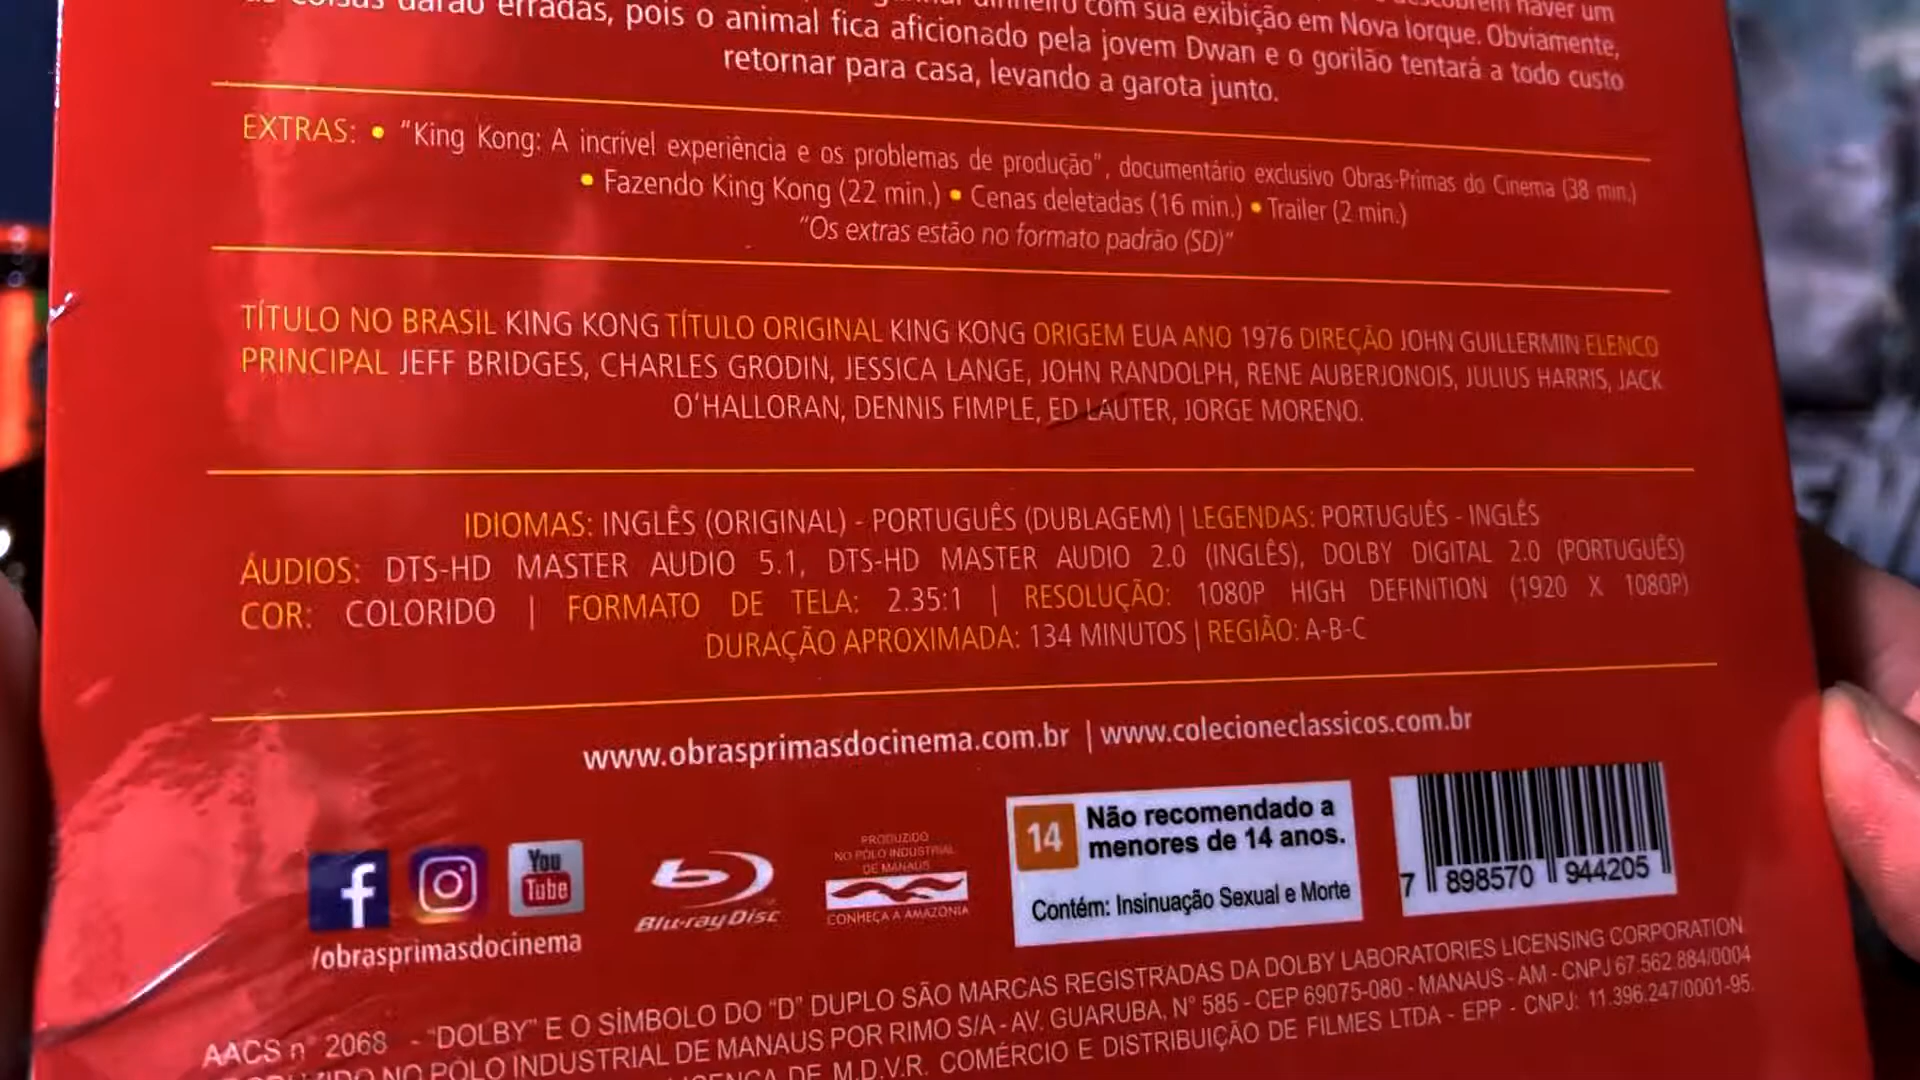 dinheiro com sua exibição em Nova Iorque. Obviamente,
coisas darão erradas, pois o animal fica aficionado pela jovem Dwan e o gorilão tentará a todo custo
retornar para casa, levando a garota junto.
EXTRAS: • “King Kong: A incrível experiência e os problemas de produção”, documentário exclusivo Obras-Primas do Cinema (38 min.)
• Fazendo King Kong (22 min.) • Cenas deletadas (16 min.) • Trailer (2 min.)
“Os extras estão no formato padrão (SD)”
TÍTULO NO BRASIL KING KONG TÍTULO ORIGINAL KING KONG ORIGEM EUA ANO 1976 DIREÇÃO JOHN GUILLERMIN ELENCO
PRINCIPAL JEFF BRIDGES, CHARLES GRODIN, JESSICA LANGE, JOHN RANDOLPH, RENE AUBERJONOIS, JULIUS HARRIS, JACK
O‘HALLORAN, DENNIS FIMPLE, ED LAUTER, JORGE MORENO.
IDIOMAS: INGLÊS (ORIGINAL) - PORTUGUÊS (DUBLAGEM) | LEGENDAS: PORTUGUÊS - INGLÊS
ÁUDIOS: DTS-HD MASTER AUDIO 5.1, DTS-HD MASTER AUDIO 2.0 (INGLÊS), DOLBY DIGITAL 2.0 (PORTUGUÊS)
COR: COLORIDO | FORMATO DE TELA: 2.35:1 | RESOLUÇÃO: 1080P HIGH DEFINITION (1920 X 1080P)
DURAÇÃO APROXIMADA: 134 MINUTOS | REGIÃO: A-B-C
www.obrasprimasdocinema.com.br | www.colecioneclassicos.com.br
f
You
Tube
/obrasprimasdocinema
Blu-ray Disc
PRODUZIDO
NO PÓLO INDUSTRIAL
DE MANAUS
CONHEÇA A AMAZÔNIA
14
Não recomendado a
menores de 14 anos.
Contém: Insinuação Sexual e Morte
7 898570 944205
AACS n° 2068 - “DOLBY” E O SÍMBOLO DO “D” DUPLO SÃO MARCAS REGISTRADAS DA DOLBY LABORATORIES LICENSING CORPORATION
NO PÓLO INDUSTRIAL DE MANAUS POR RIMO S/A - AV. GUARUBA, N° 585 - CEP 69075-080 - MANAUS - AM - CNPJ 67.562.884/0004
DE M.D.V.R. COMÉRCIO E DISTRIBUIÇÃO DE FILMES LTDA - EPP - CNPJ: 11.396.247/0001-95.